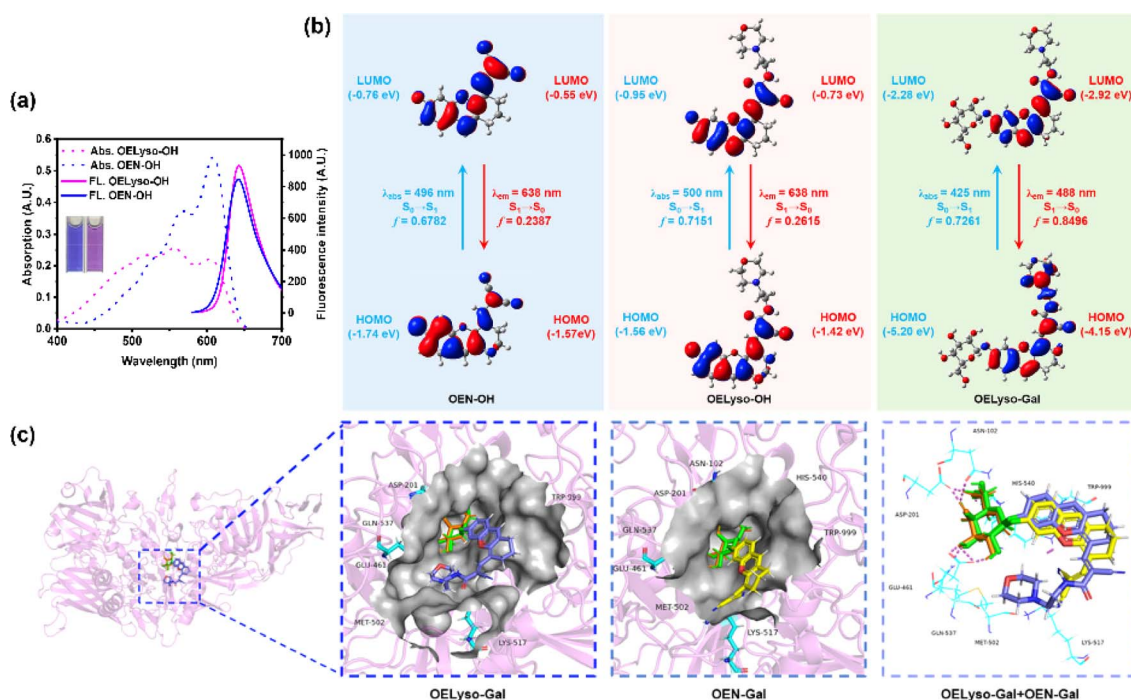 (a)
Abs. OELyso-OH
Abs. OEN-OH
FL. OELyso-OH
FL. OEN-OH
Absorption (A.U.)
0.6
0.5
0.4
0.3
0.2
0.1
0.0
Fluorescence intensity (A.U.)
1000
800
600
400
200
0
400 500 600 700
Wavelength (nm)
(b)
LUMO
(-0.76 eV)
LUMO
(-0.55 eV)
λabs = 496 nm
S0→S1
f = 0.6782
λem = 638 nm
S1→S0
f = 0.2387
HOMO
(-1.74 eV)
HOMO
(-1.57eV)
OEN-OH
LUMO
(-0.95 eV)
LUMO
(-0.73 eV)
λabs = 500 nm
S0→S1
f = 0.7151
λem = 638 nm
S1→S0
f = 0.2615
HOMO
(-1.56 eV)
HOMO
(-1.42 eV)
OELyso-OH
LUMO
(-2.28 eV)
LUMO
(-2.92 eV)
λabs = 425 nm
S0→S1
f = 0.7261
λem = 488 nm
S1→S0
f = 0.8496
HOMO
(-5.20 eV)
HOMO
(-4.15 eV)
OELyso-Gal
(c)
ASP-201
TRP-999
GLN-537
GLU-461
MET-502
LYS-517
OELyso-Gal
ASN-102
ASP-201
HIS-540
GLN-537
TRP-999
GLU-461
MET-502
LYS-517
OEN-Gal
ASN-102
HIS-540
TRP-999
ASP-201
GLU-461
GLN-537
MET-502
LYS-517
OELyso-Gal+OEN-Gal